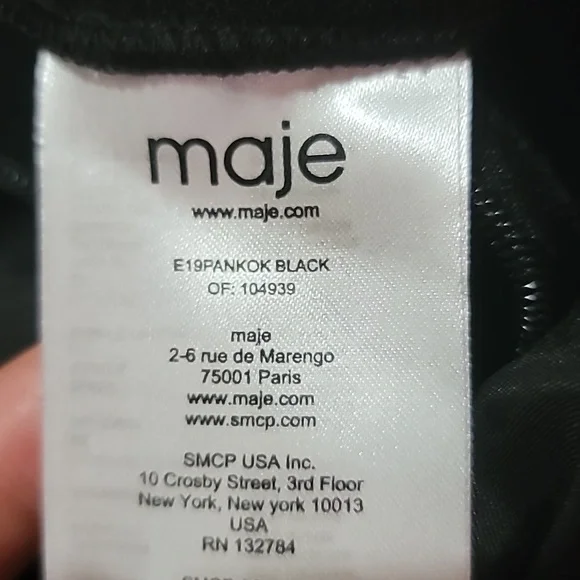 maje
www.maje.com
E19PANKOK BLACK
OF: 104939
maje
2-6 rue de Marengo
75001 Paris
www.maje.com
www.smcp.com
SMCP USA Inc.
10 Crosby Street, 3rd Floor
New York, New york 10013
USA
RN 132784